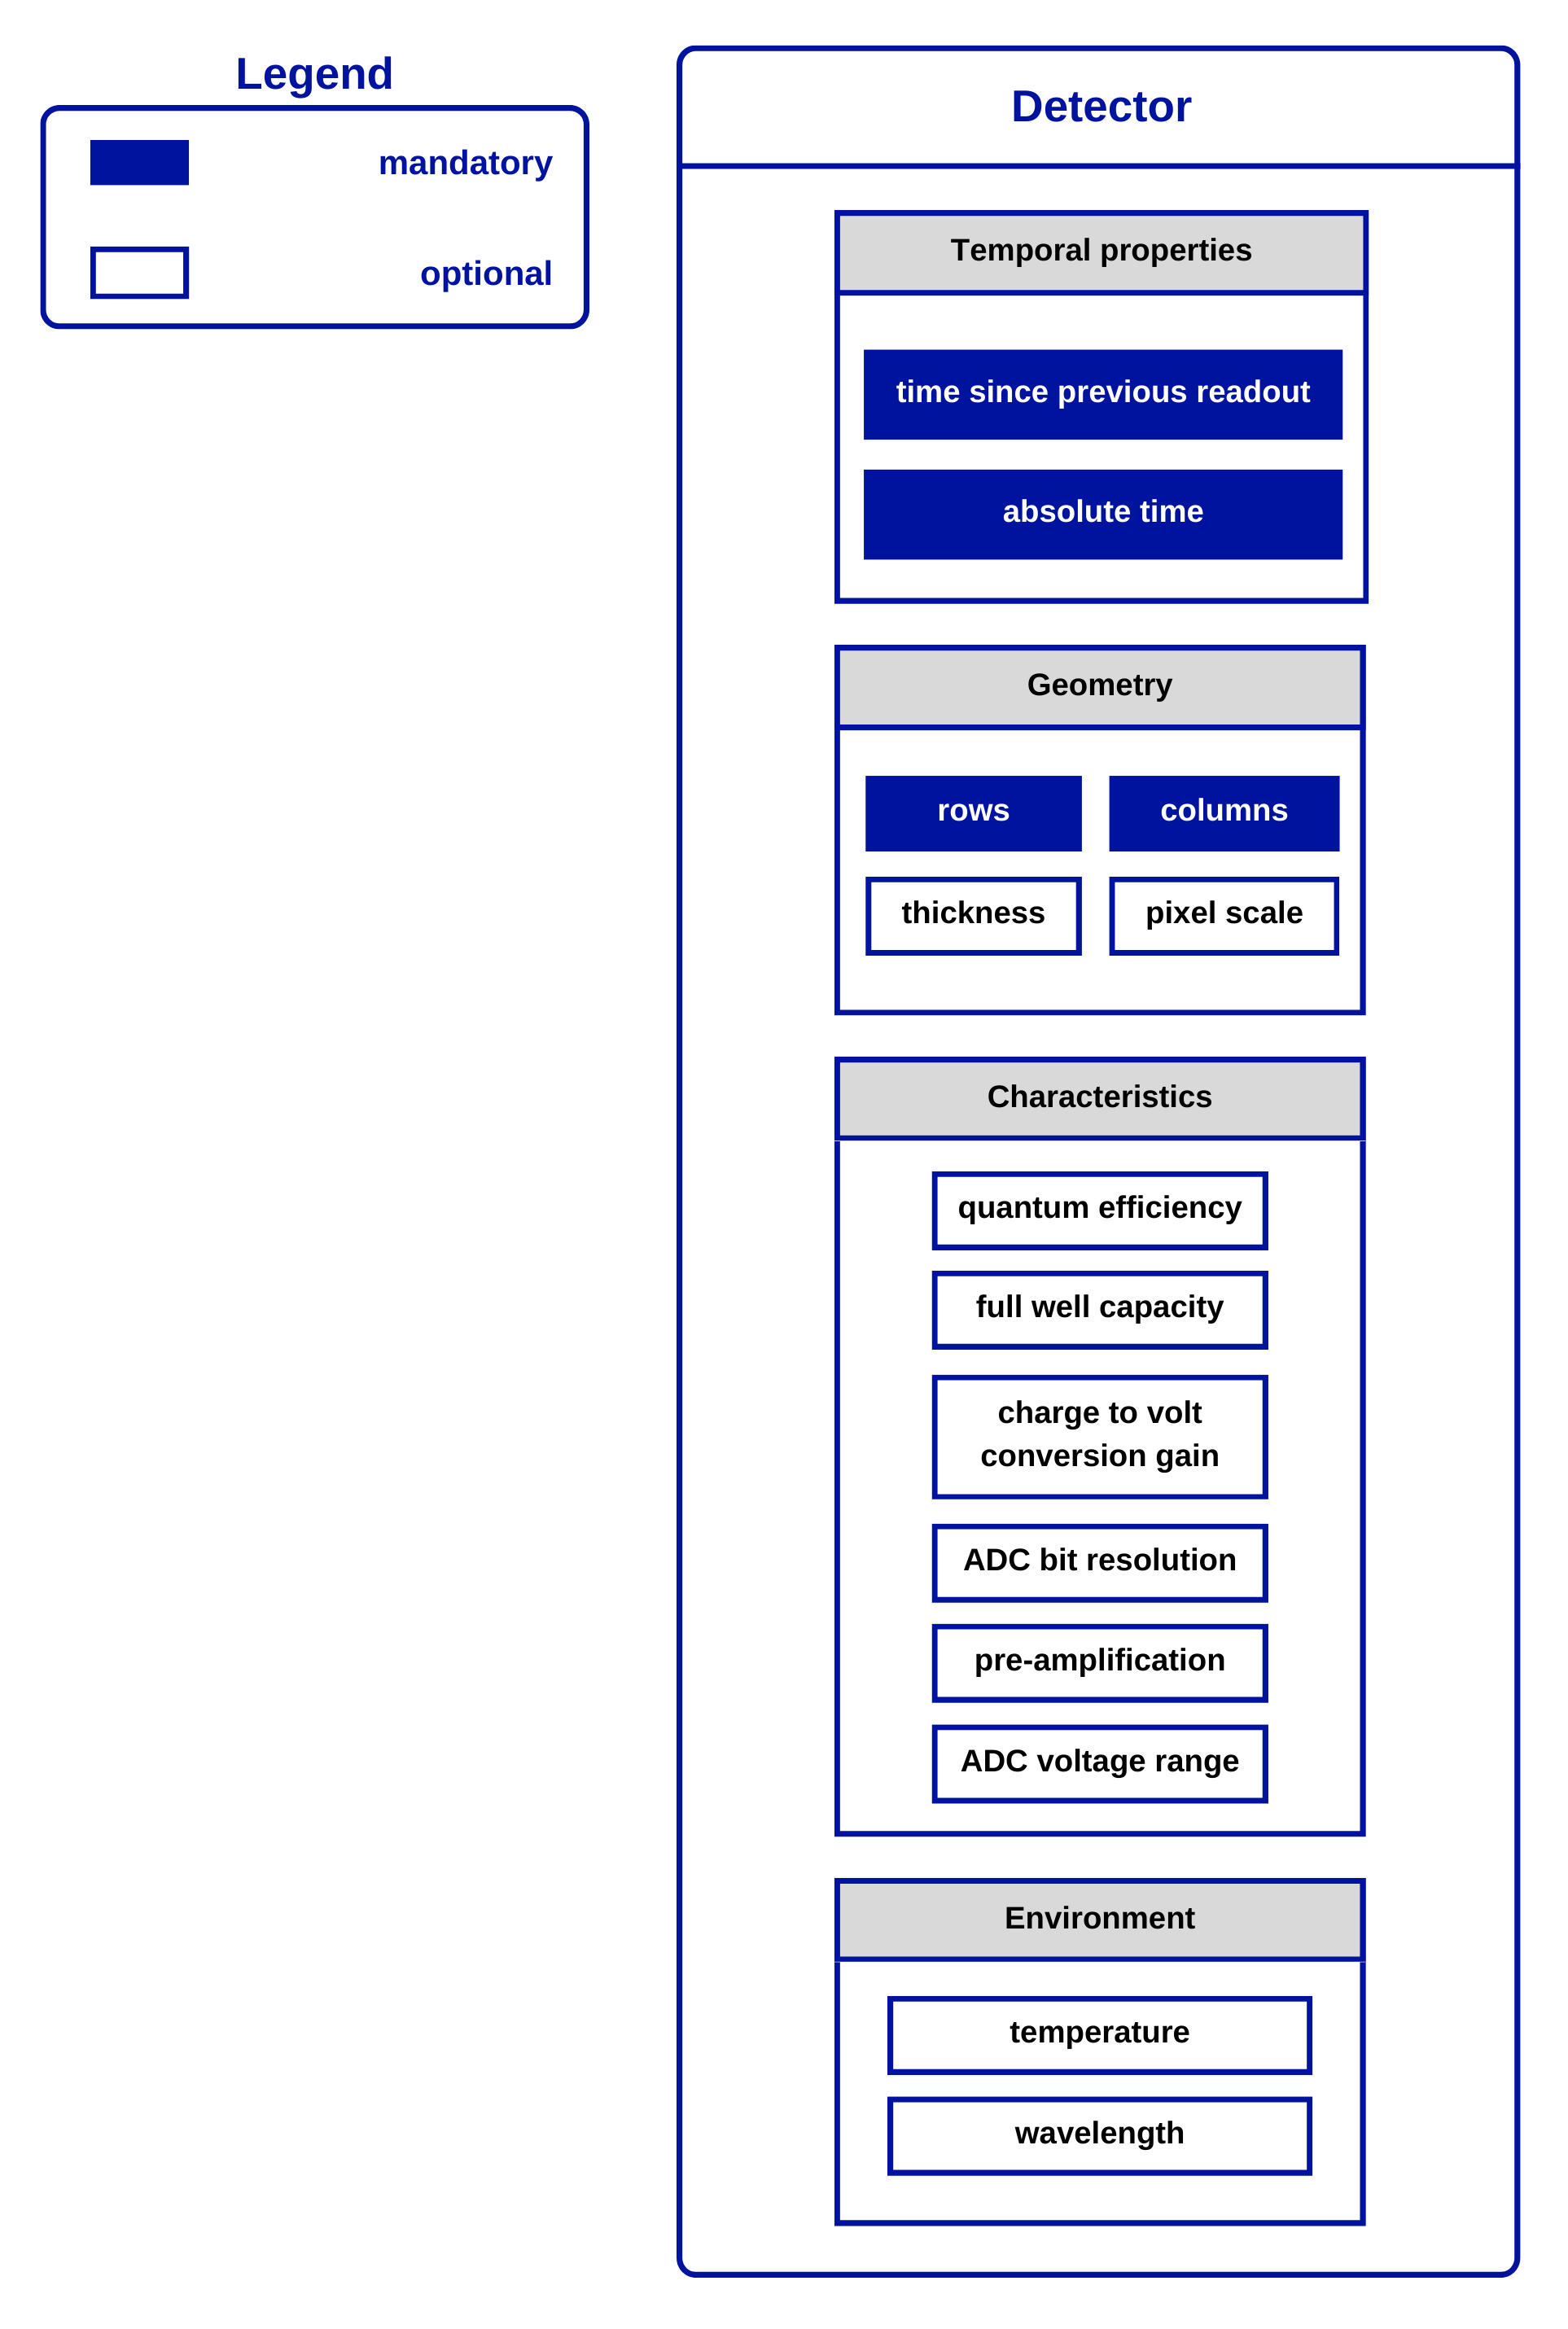 Legend
mandatory
optional
Detector
Temporal properties
time since previous readout
absolute time
Geometry
rows columns
thickness pixel scale
Characteristics
quantum efficiency
full well capacity
charge to volt
conversion gain
ADC bit resolution
pre-amplification
ADC voltage range
Environment
temperature
wavelength